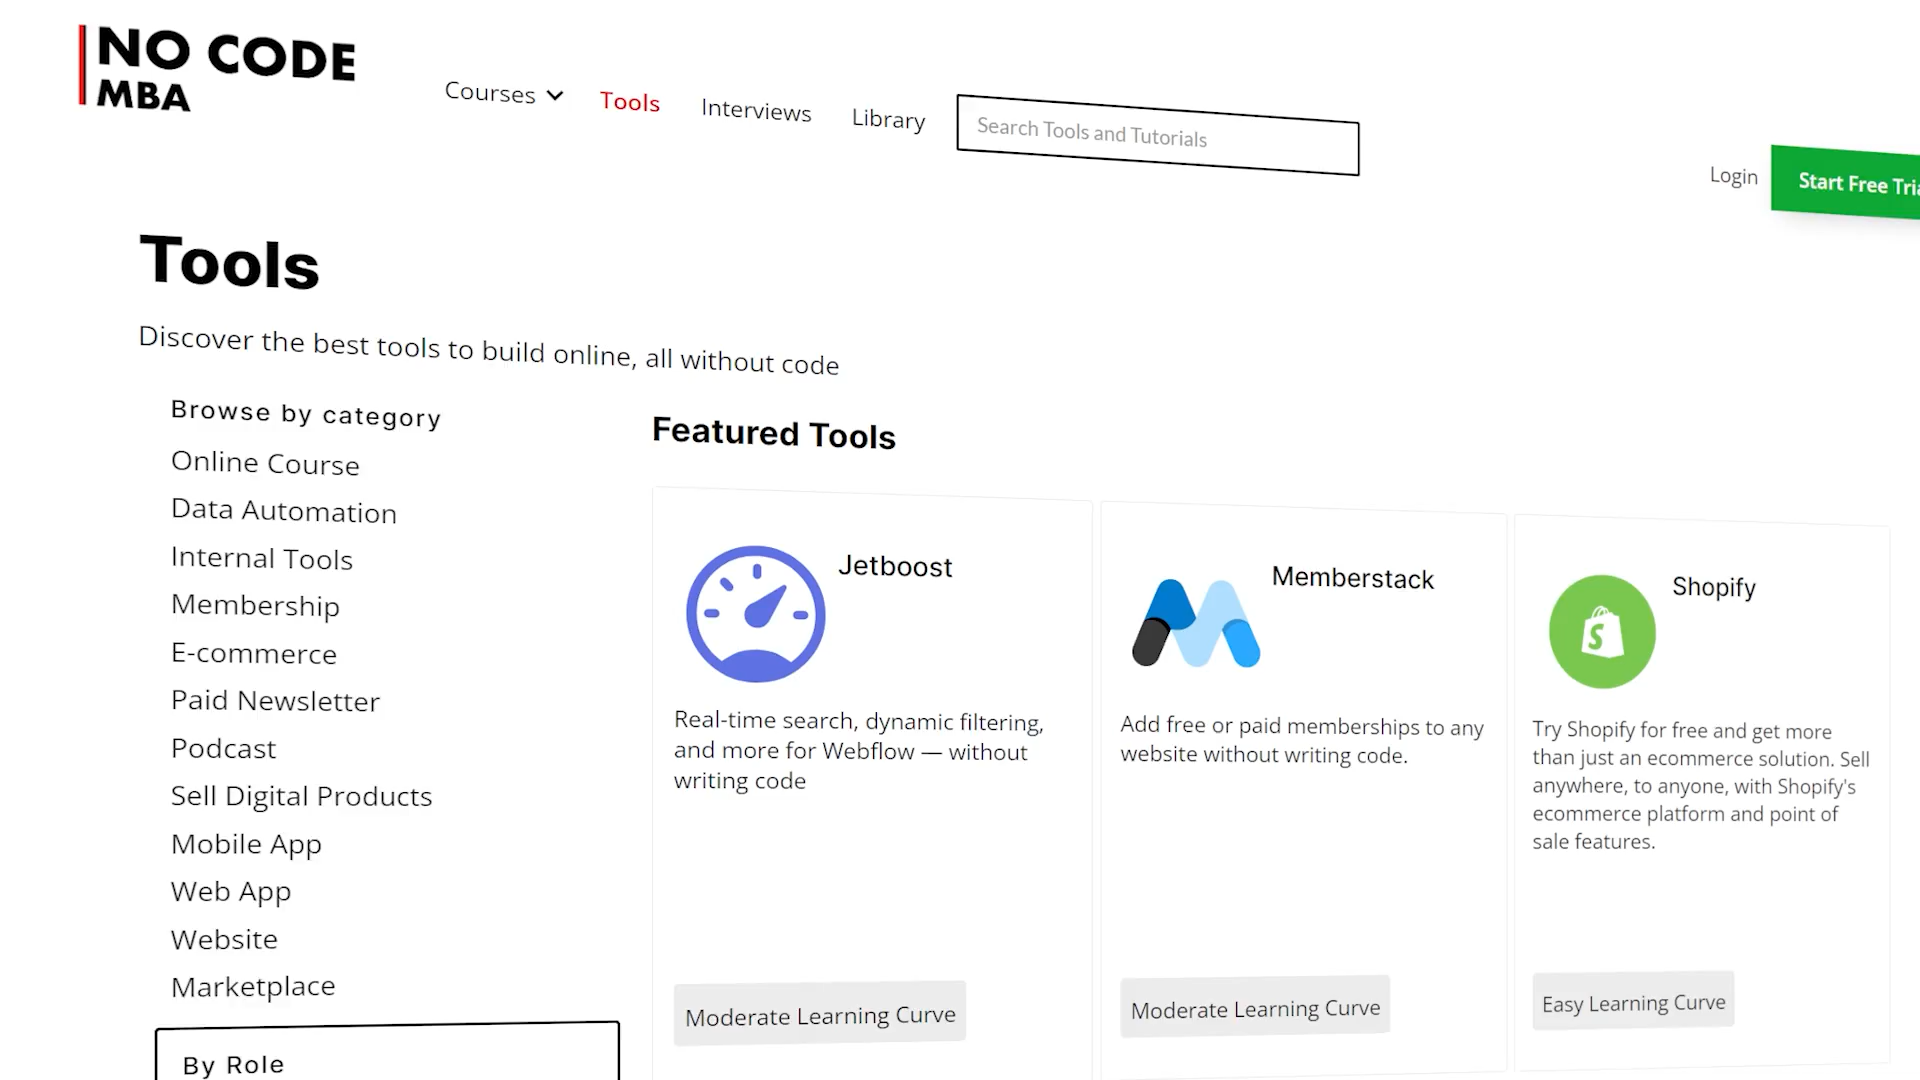 NO CODE
MBA
Courses
Tools
Interviews
Library
Search Tools and Tutorials
Login
Start Free
Tools
Discover the best tools to build online, all without code
Browse by category
Online Course
Data Automation
Internal Tools
Membership
E-commerce
Paid Newsletter
Podcast
Sell Digital Products
Mobile App
Web App
Website
Marketplace
By Role
Featured Tools
Jetboost
Real-time search, dynamic filtering,
and more for Webflow — without
writing code
Moderate Learning Curve
Memberstack
Add free or paid memberships to any
website without writing code.
Moderate Learning Curve
S
Shopify
Try Shopify for free and get more
than just an ecommerce solution. Sell
anywhere, to anyone, with Shopify's
ecommerce platform and point of
sale features.
Easy Learning Curve